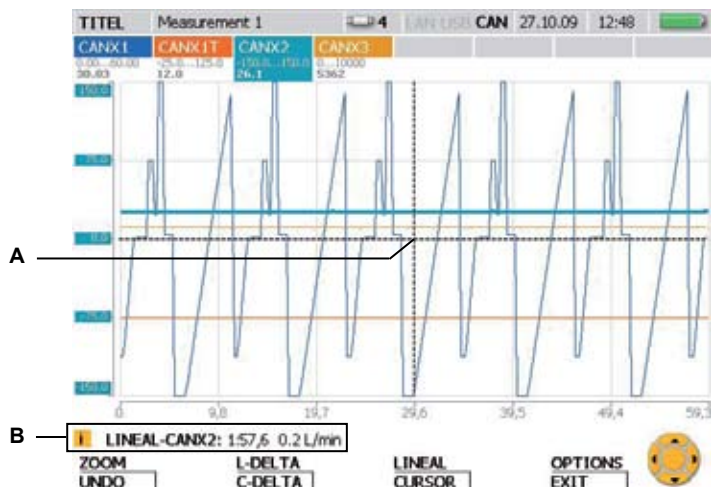 TITEL Measurement 1 4 LAN USB CAN 27.10.09 12:48
CANX1 CANX1T CANX2 CANX3
0.00...60.00 -25.0...125.0 -150.0...150.0 0...10000
30.03 12.0 26.1 5362
150.0
75.0
0.0
-75.0
-150.0
A
0 9,8 19,7 29,6 39,5 49,4 59,3
B
i LINEAL-CANX2: 1:57,6 0.2 L/min
ZOOM L-DELTA LINEAL OPTIONS
UNDO C-DELTA CURSOR EXIT